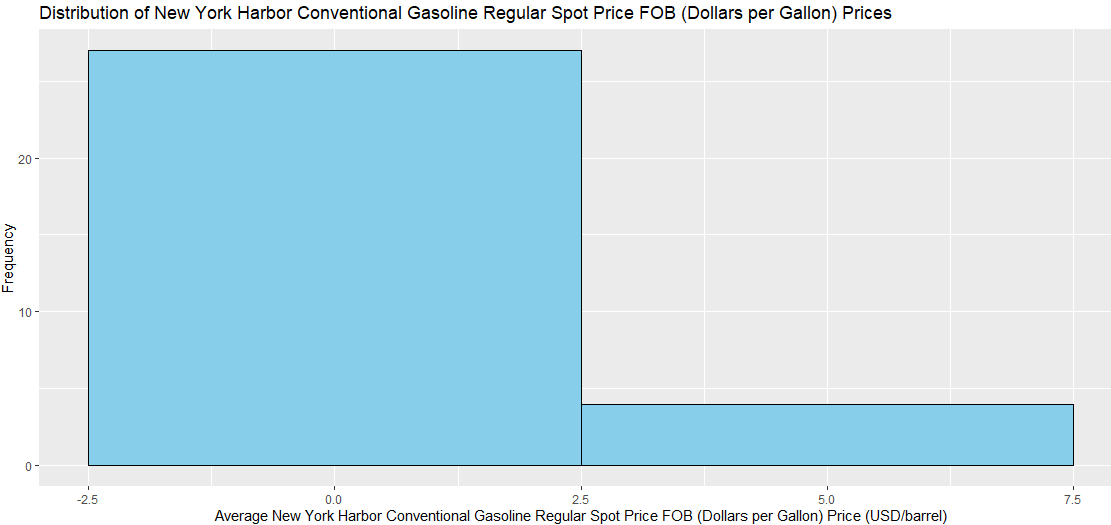 Distribution of New York Harbor Conventional Gasoline Regular Spot Price FOB (Dollars per Gallon) Prices
Frequency
20
10
0
-2.5 0.0 2.5 5.0 7.5
Average New York Harbor Conventional Gasoline Regular Spot Price FOB (Dollars per Gallon) Price (USD/barrel)